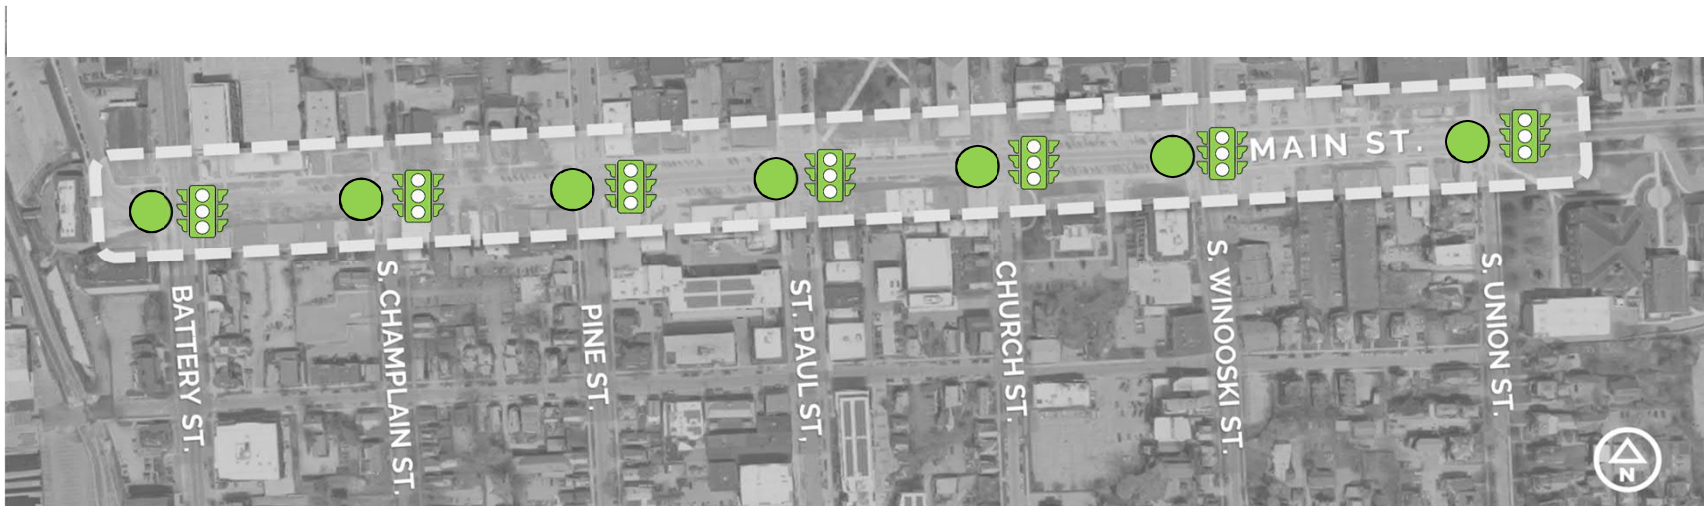 MAIN ST.
BATTERY ST.
S. CHAMPLAIN ST.
PINE ST.
ST. PAUL ST,
CHURCH ST.
S. WINOOSKI ST.
S. UNION ST.
N